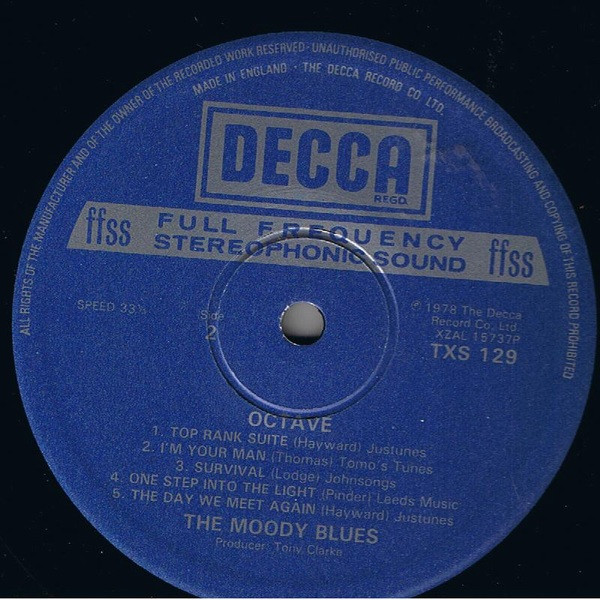 ALL RIGHTS OF THE MANUFACTURER AND OF THE OWNER OF THE RECORDED WORK RESERVED · UNAUTHORISED PUBLIC PERFORMANCE BROADCASTING AND COPYING OF THIS RECORD PROHIBITED
MADE IN ENGLAND · THE DECCA RECORD CO LTD.
DECCA
REGD.
ffss FULL FREQUENCY STEREOPHONIC SOUND ffss
SPEED 33⅓
Side
2
℗ 1978 The Decca
Record Co. Ltd.
XZAL 15737P
TXS 129
OCTAVE
1. TOP RANK SUITE (Hayward) Justunes
2. I'M YOUR MAN (Thomas) Tomo's Tunes
3. SURVIVAL (Lodge) Johnsongs
4. ONE STEP INTO THE LIGHT (Pinder) Leeds Music
5. THE DAY WE MEET AGAIN (Hayward) Justunes
THE MOODY BLUES
Producer: Tony Clarke